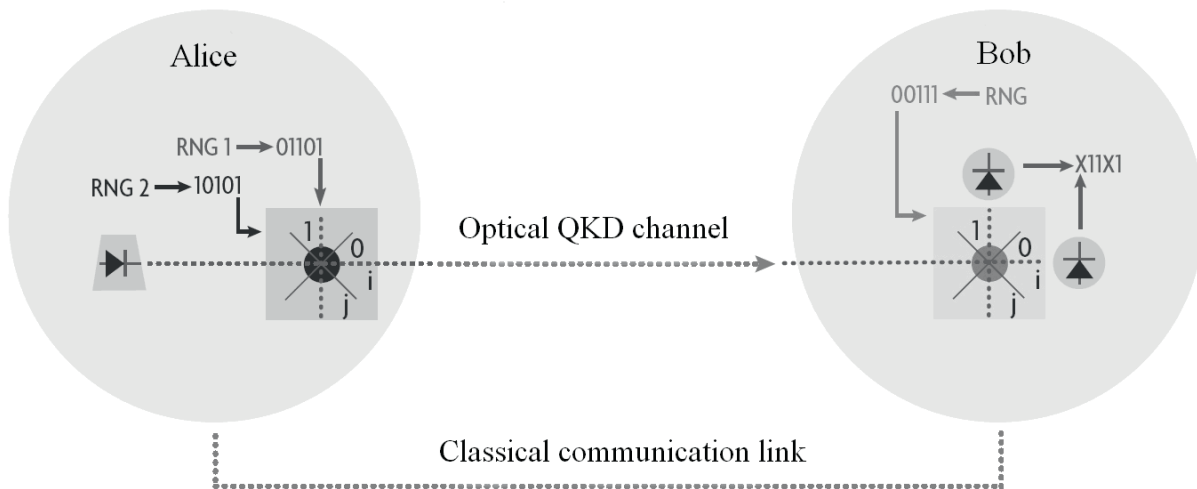 Alice
Bob
00111 RNG
RNG 1 01101
RNG 2 10101
X11X1
Optical QKD channel
1
0
i
j
1
0
i
j
Classical communication link